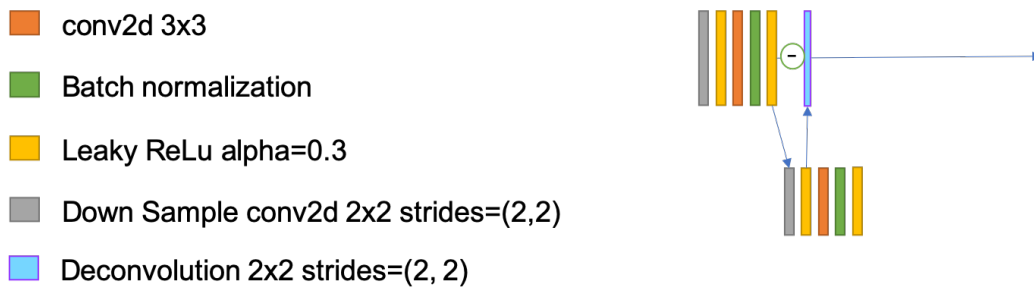 conv2d 3x3
Batch normalization
Leaky ReLu alpha=0.3
Down Sample conv2d 2x2 strides=(2,2)
Deconvolution 2x2 strides=(2, 2)
-